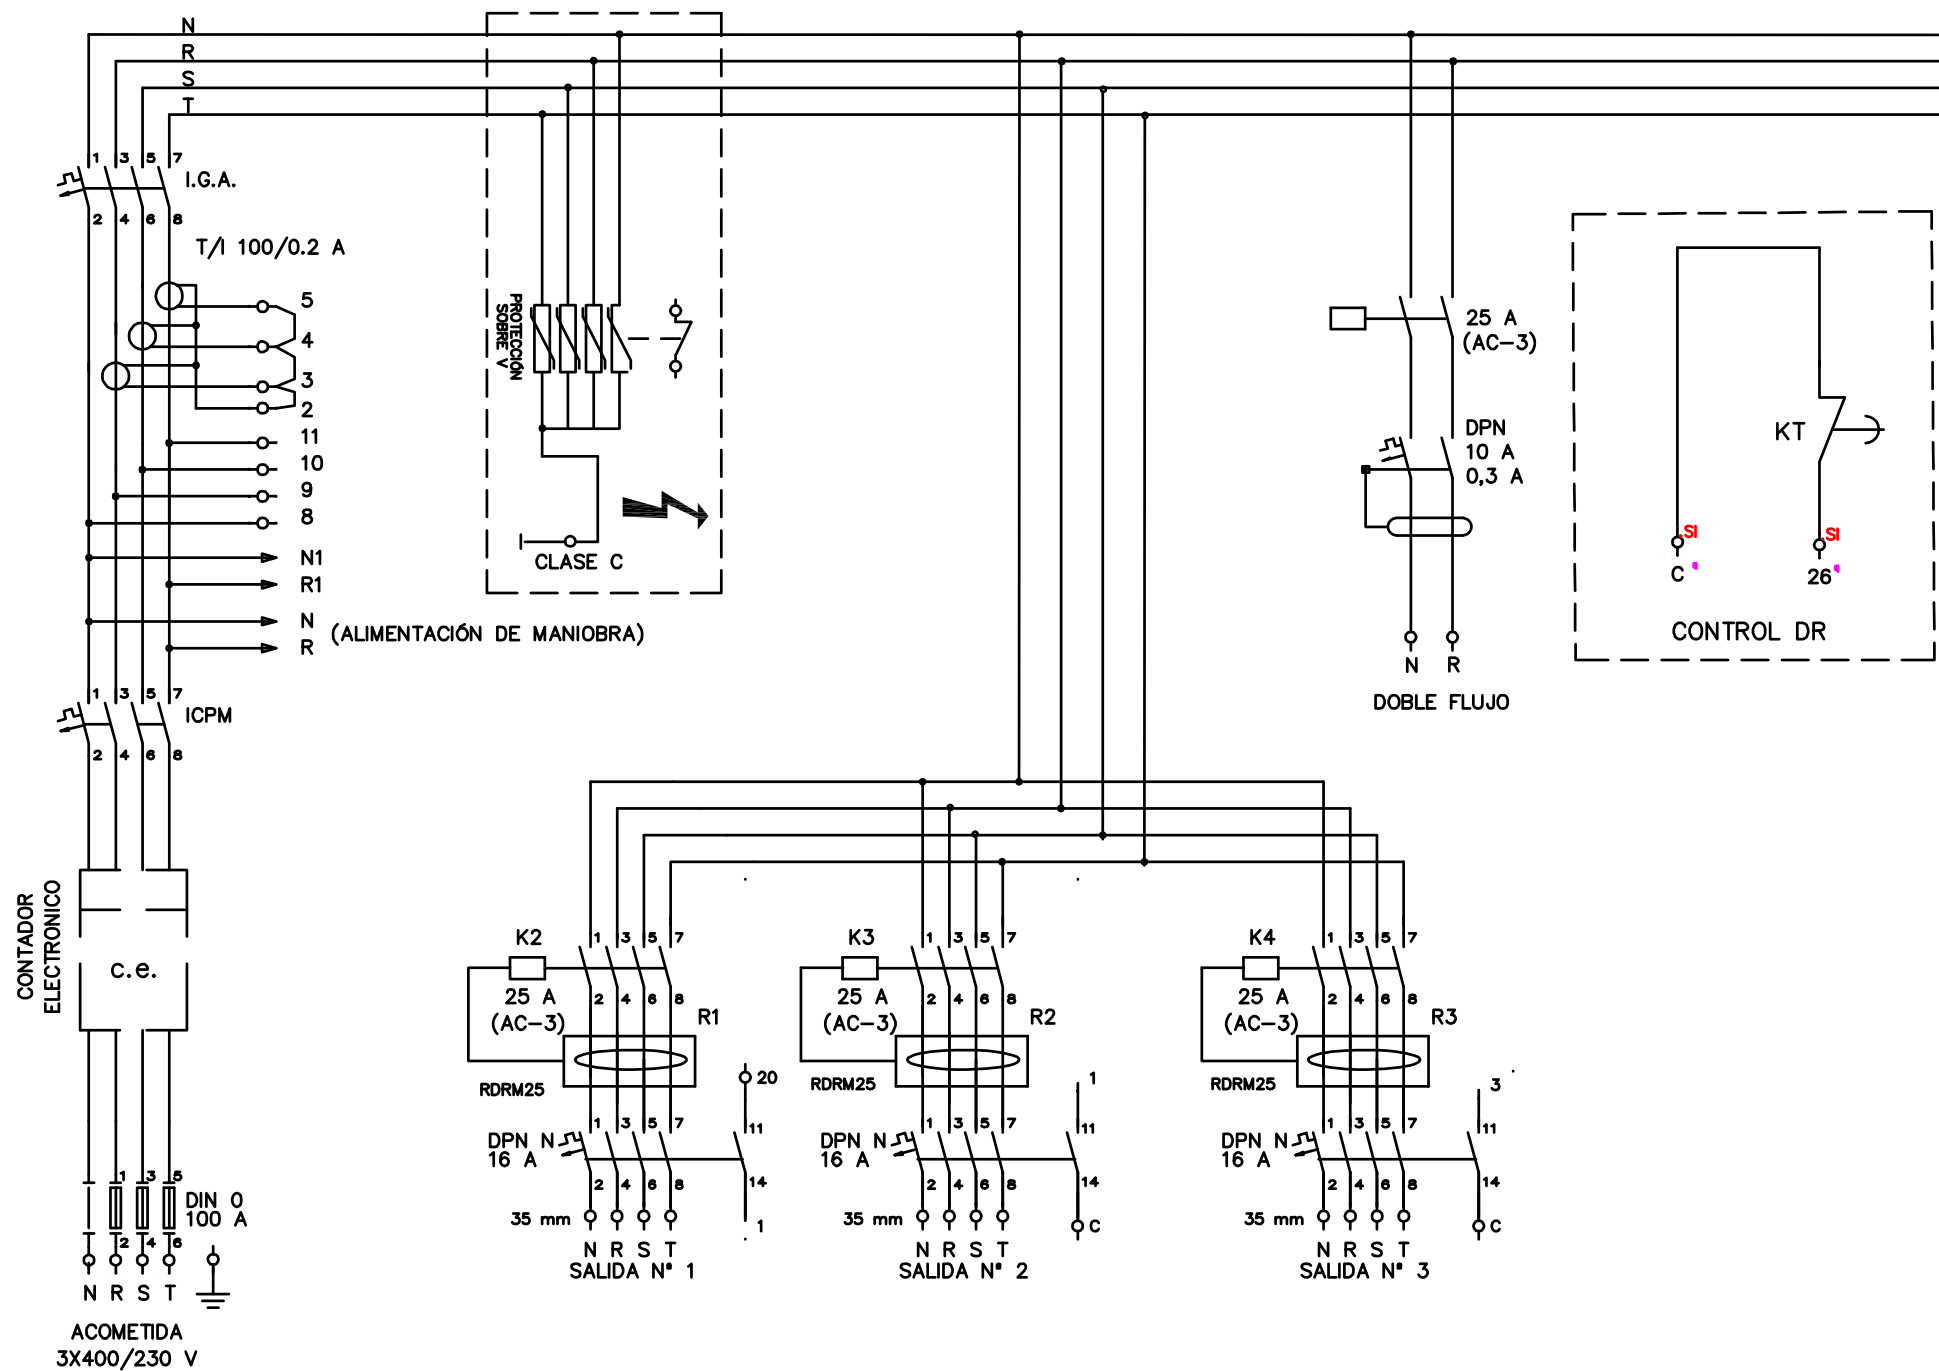 N
R
S
T
1 3 5 7
I.G.A.
2 4 6 8
T/I 100/0.2 A
5
4
3
2
11
10
9
8
N1
R1
N
(ALIMENTACIÓN DE MANIOBRA)
R
1 3 5 7
ICPM
2 4 6 8
CONTADOR
ELECTRONICO
c.e.
1 3 5
DIN 0
100 A
2 4 6
N R S T
ACOMETIDA
3X400/230 V
PROTECCIÓN
SOBRE V
CLASE C
25 A
(AC-3)
DPN
10 A
0,3 A
N R
DOBLE FLUJO
KT
SI
SI
C
26
CONTROL DR
K2
1 3 5 7
25 A
(AC-3)
2 4 6 8
R1
RDRM25
20
DPN N
16 A
1 3 5 7
11
2 4 6 8
14
35 mm
1
N R S T
SALIDA Nº 1
K3
1 3 5 7
25 A
(AC-3)
2 4 6 8
R2
RDRM25
1
DPN N
16 A
1 3 5 7
11
2 4 6 8
14
35 mm
C
N R S T
SALIDA Nº 2
K4
1 3 5 7
25 A
(AC-3)
2 4 6 8
R3
RDRM25
3
DPN N
16 A
1 3 5 7
11
2 4 6 8
14
35 mm
C
N R S T
SALIDA Nº 3